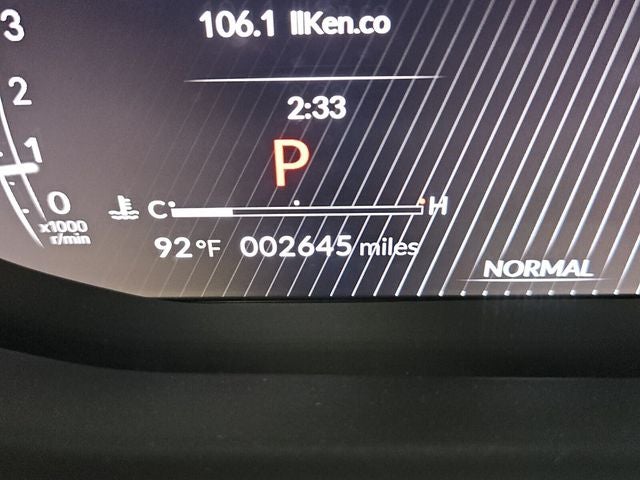 106.1 llKen.co
3
2
2:33
1
P
0
x1000
r/min
C H
92°F 002645 miles
NORMAL